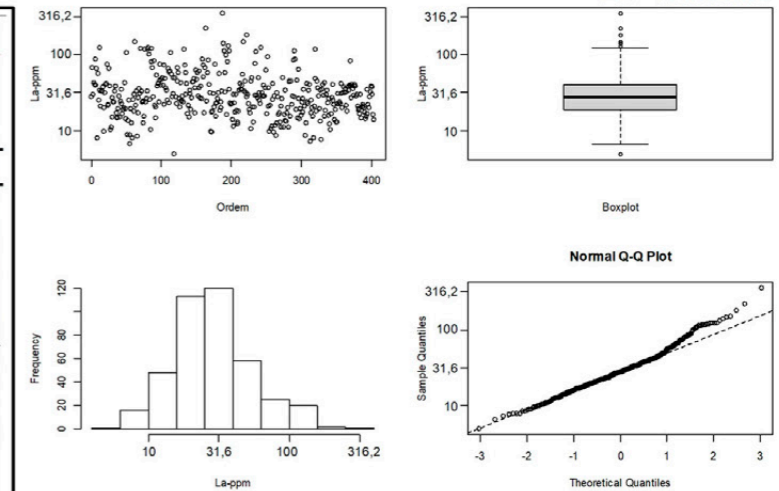 316,2
100
31,6
10
La-ppm
0 100 200 300 400
Ordem
316,2
100
31,6
10
La-ppm
Boxplot
120
80
60
40
20
0
Frequency
10 31,6 100 316,2
La-ppm
Normal Q-Q Plot
316,2
100
31,6
10
Sample Quantiles
-3 -2 -1 0 1 2 3
Theoretical Quantiles